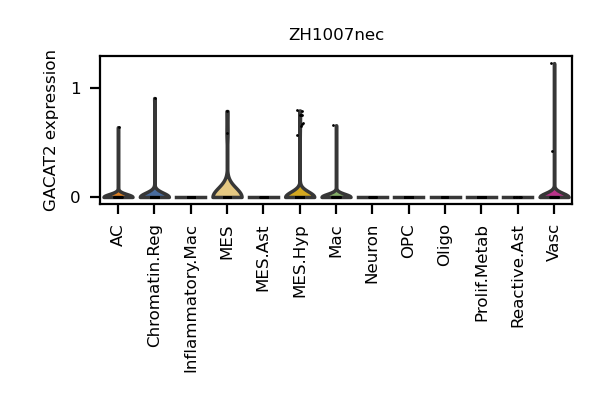 ZH1007nec
GACAT2 expression
1
0
AC
Chromatin.Reg
Inflammatory.Mac
MES
MES.Ast
MES.Hyp
Mac
Neuron
OPC
Oligo
Prolif.Metab
Reactive.Ast
Vasc